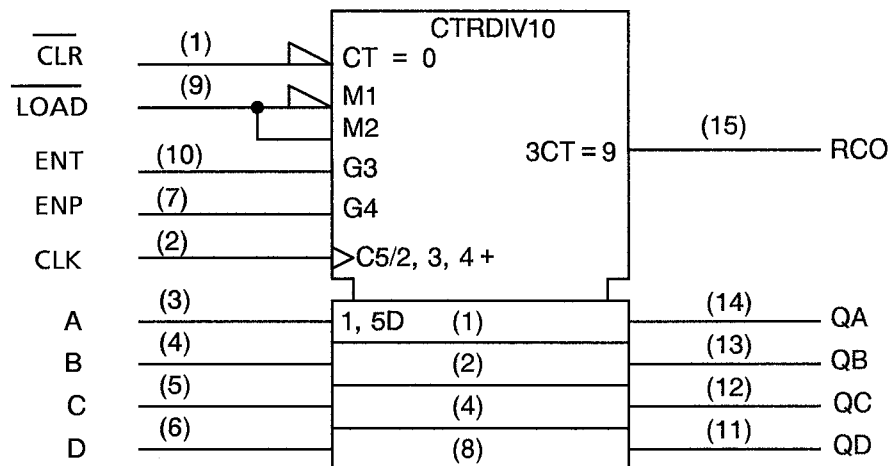 CTRDIV10
CLR (1) CT = 0
LOAD (9) M1
M2
ENT (10) G3
3CT = 9 (15) RCO
ENP (7) G4
CLK (2) C5/2, 3, 4 +
A (3) 1, 5D (1) (14) QA
B (4) (2) (13) QB
C (5) (4) (12) QC
D (6) (8) (11) QD